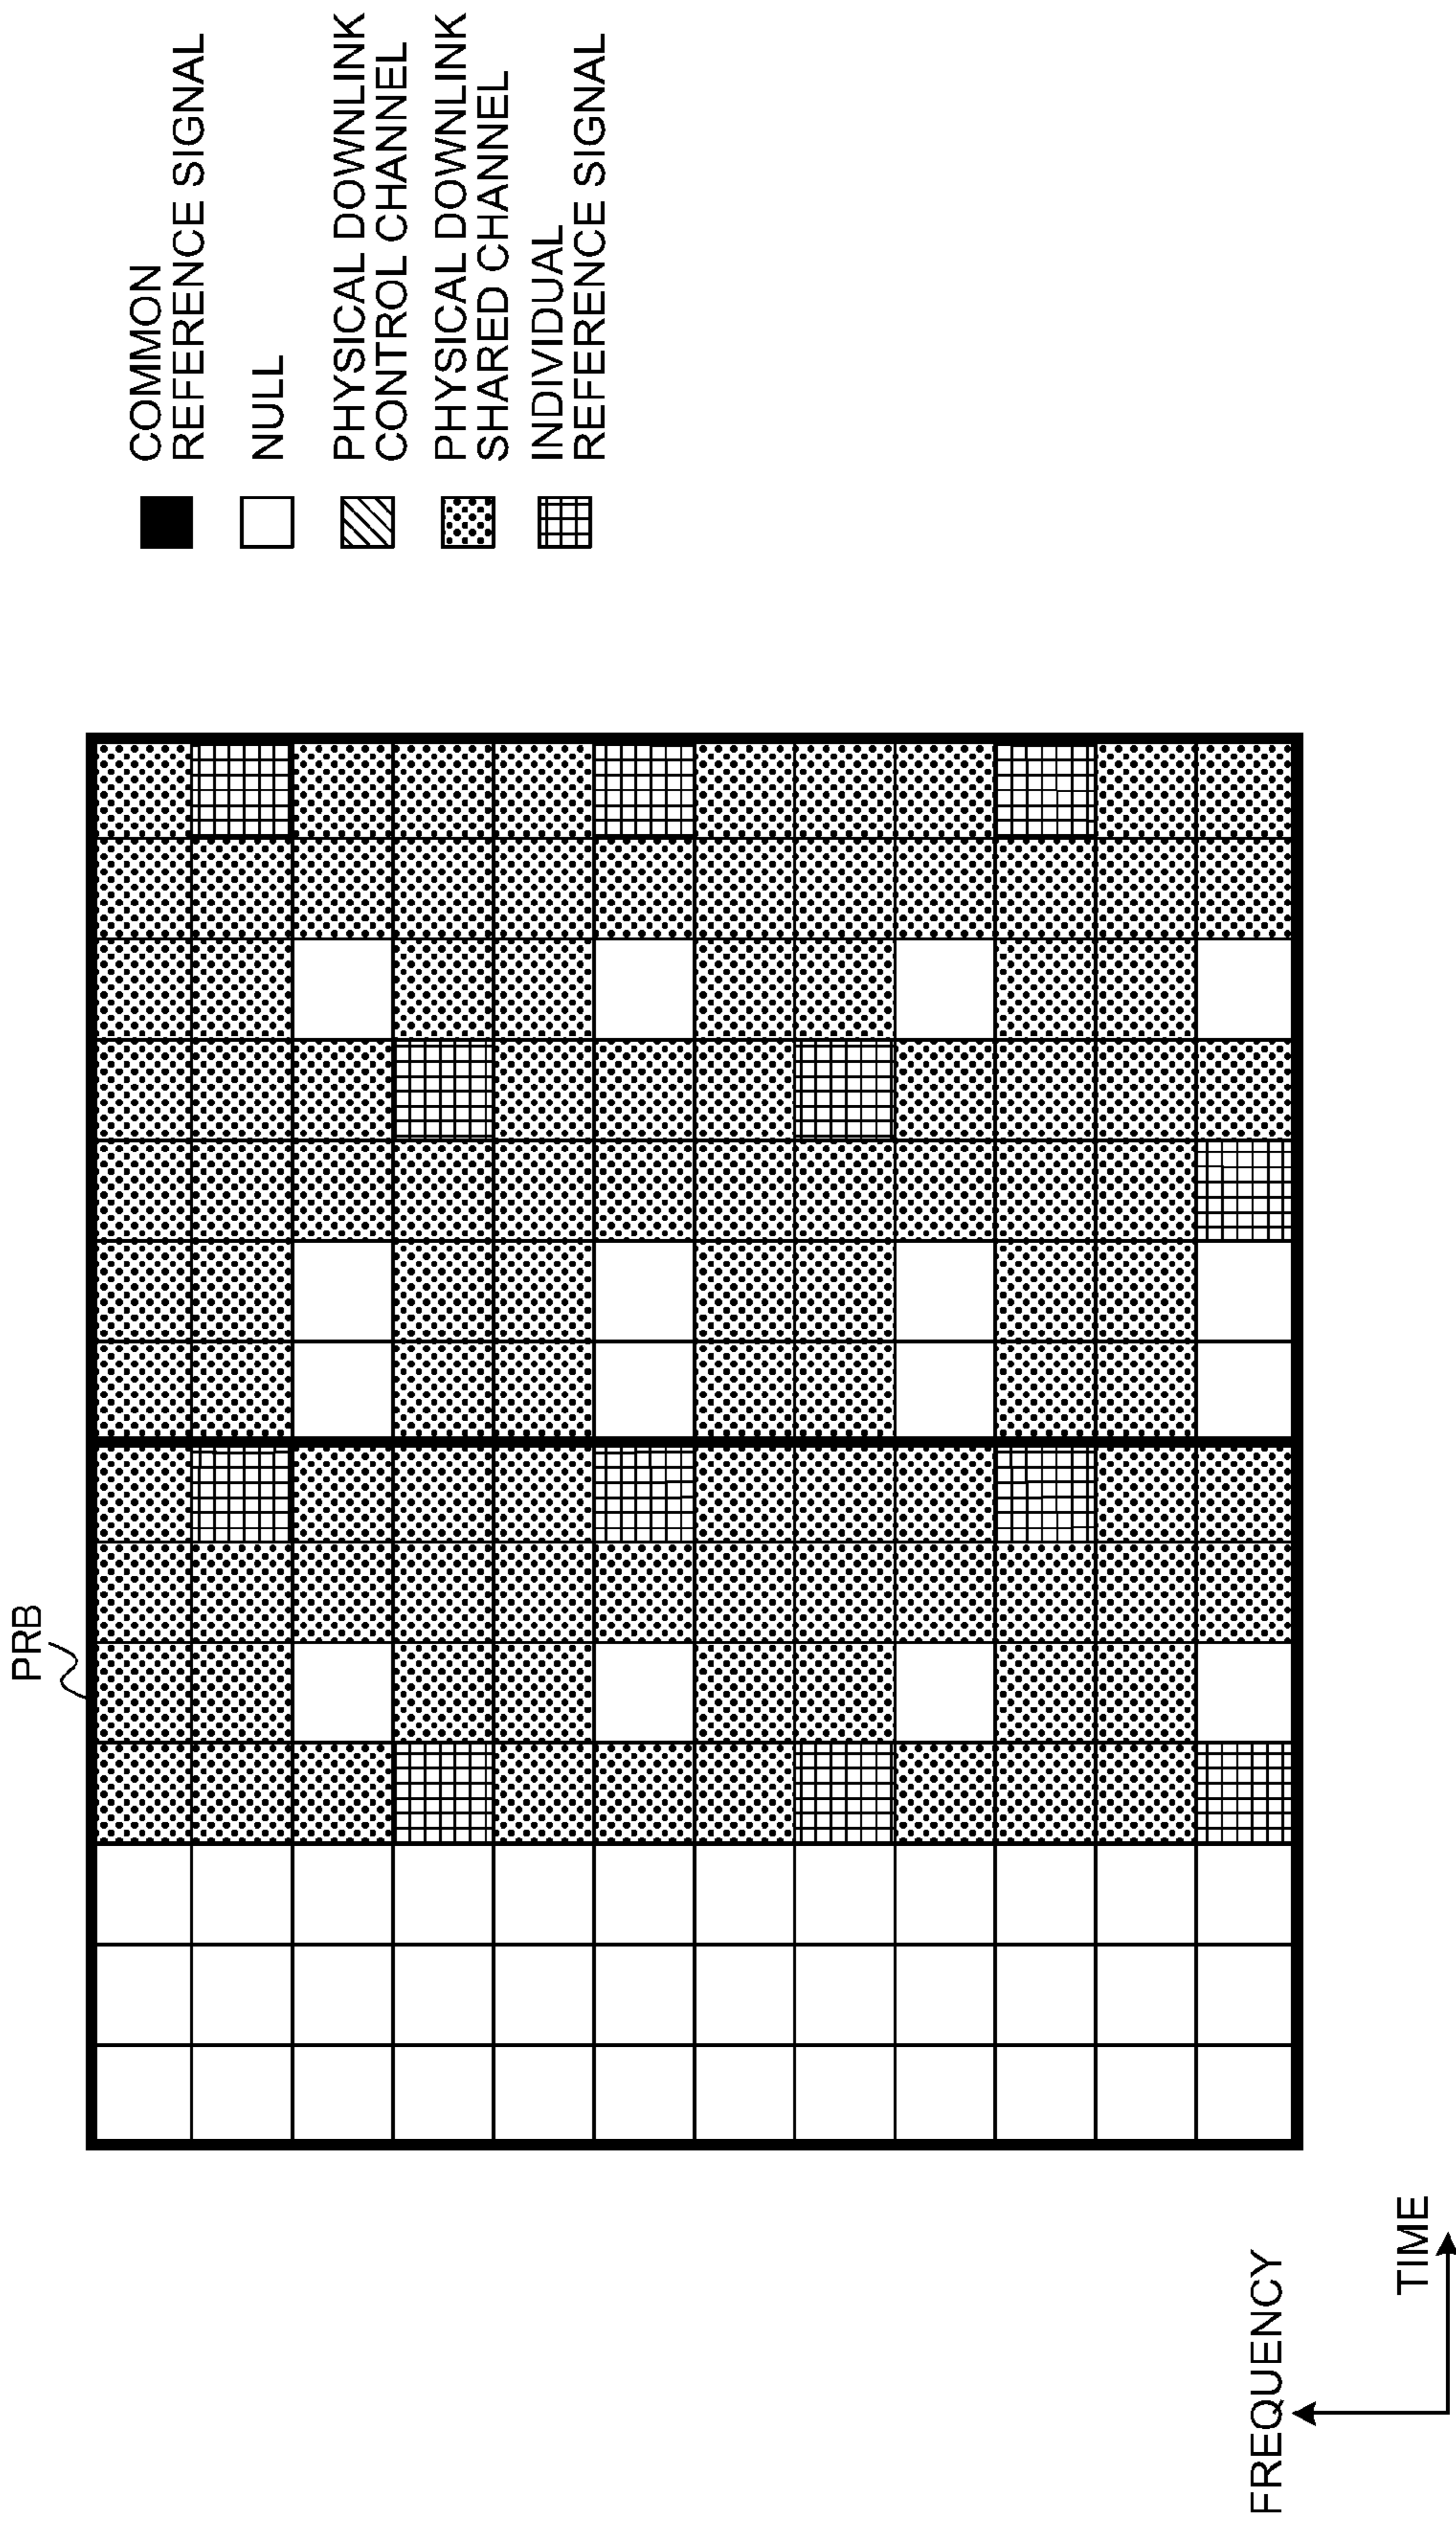 COMMON
REFERENCE SIGNAL
NULL
PHYSICAL DOWNLINK
CONTROL CHANNEL
PHYSICAL DOWNLINK
SHARED CHANNEL
INDIVIDUAL
REFERENCE SIGNAL
PRB
FREQUENCY
TIME